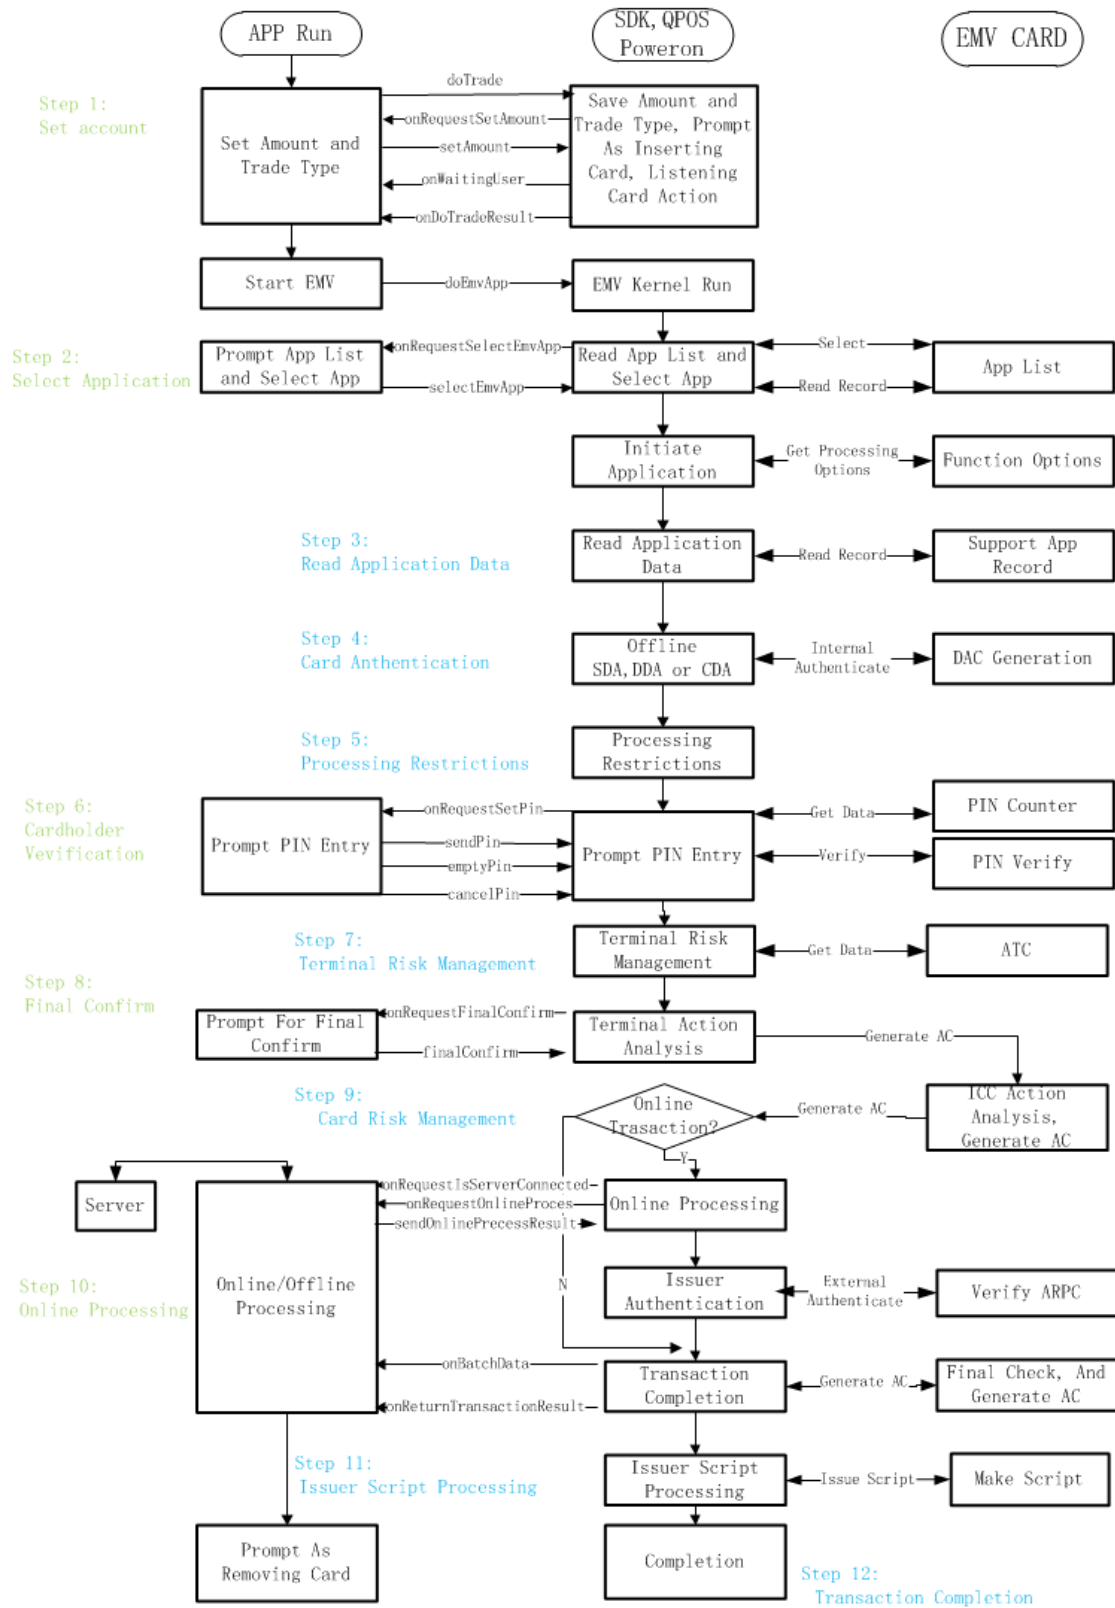 APP Run
SDK,QPOS
Poweron
EMV CARD
Step 1:
Set account
Set Amount and
Trade Type
doTrade
onRequestSetAmount
setAmount
onWaitingUser
onDoTradeResult
Save Amount and
Trade Type, Prompt
As Inserting
Card, Listening
Card Action
Start EMV
doEmvApp
EMV Kernel Run
Step 2:
Select Application
Prompt App List
and Select App
onRequestSelectEmvApp
selectEmvApp
Read App List and
Select App
Select
Read Record
App List
Initiate
Application
Get Processing
Options
Function Options
Step 3:
Read Application Data
Read Application
Data
Read Record
Support App
Record
Step 4:
Card Anthentication
Offline
SDA,DDA or CDA
Internal
Authenticate
DAC Generation
Step 5:
Processing Restrictions
Processing
Restrictions
Step 6:
Cardholder
Vevification
Prompt PIN Entry
onRequestSetPin
sendPin
emptyPin
cancelPin
Prompt PIN Entry
Get Data
Verify
PIN Counter
PIN Verify
Step 7:
Terminal Risk Management
Terminal Risk
Management
Get Data
ATC
Step 8:
Final Confirm
Prompt For Final
Confirm
onRequestFinalConfirm
finalConfirm
Terminal Action
Analysis
Generate AC
Step 9:
Card Risk Management
Online
Trasaction?
Generate AC
ICC Action
Analysis,
Generate AC
Y
N
Server
onRequestIsServerConnected
onRequestOnlineProces
sendOnlinePrecessResult
Online Processing
Step 10:
Online Processing
Online/Offline
Processing
Issuer
Authentication
External
Authenticate
Verify ARPC
onBatchData
onReturnTransactionResult
Transaction
Completion
Generate AC
Final Check, And
Generate AC
Step 11:
Issuer Script Processing
Issuer Script
Processing
Issue Script
Make Script
Prompt As
Removing Card
Completion
Step 12:
Transaction Completion